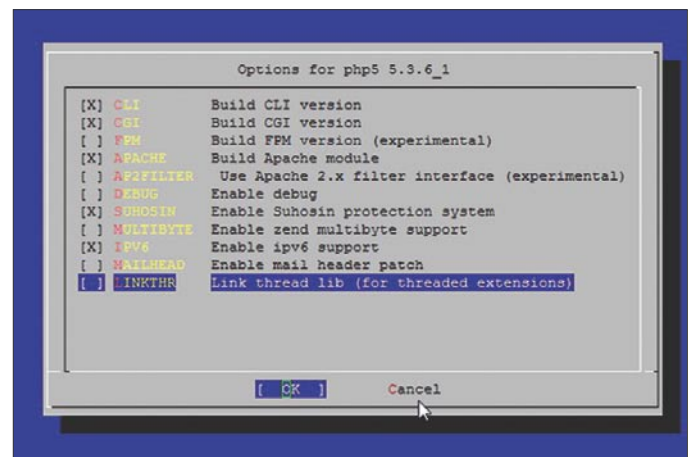 Options for php5 5.3.6_1
[X] CLI Build CLI version
[X] CGI Build CGI version
[ ] FPM Build FPM version (experimental)
[X] APACHE Build Apache module
[ ] AP2FILTER Use Apache 2.x filter interface (experimental)
[ ] DEBUG Enable debug
[X] SUHOSIN Enable Suhosin protection system
[ ] MULTIBYTE Enable zend multibyte support
[X] IPV6 Enable ipv6 support
[ ] MAILHEAD Enable mail header patch
[ ] LINKTHR Link thread lib (for threaded extensions)
[ OK ] Cancel